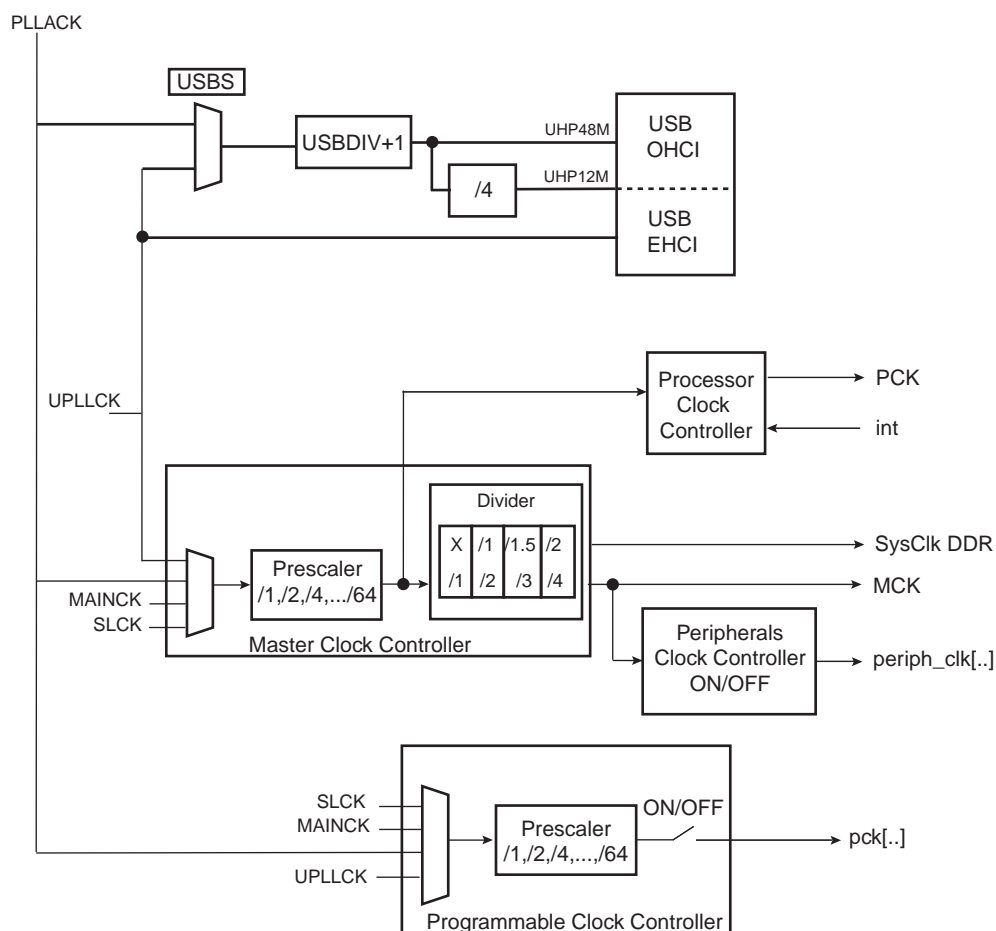 PLLACK
USBS
USBDIV+1
UHP48M
USB
OHCI
/4
UHP12M
USB
EHCI
UPLLCK
Processor
Clock
Controller
PCK
int
Divider
X /1 /1.5 /2
/1 /2 /3 /4
Prescaler
/1,/2,/4,.../64
MAINCK
SLCK
Master Clock Controller
SysClk DDR
MCK
Peripherals
Clock Controller
ON/OFF
periph_clk[..]
SLCK
MAINCK
UPLLCK
Prescaler
/1,/2,/4,...,/64
ON/OFF
pck[..]
Programmable Clock Controller